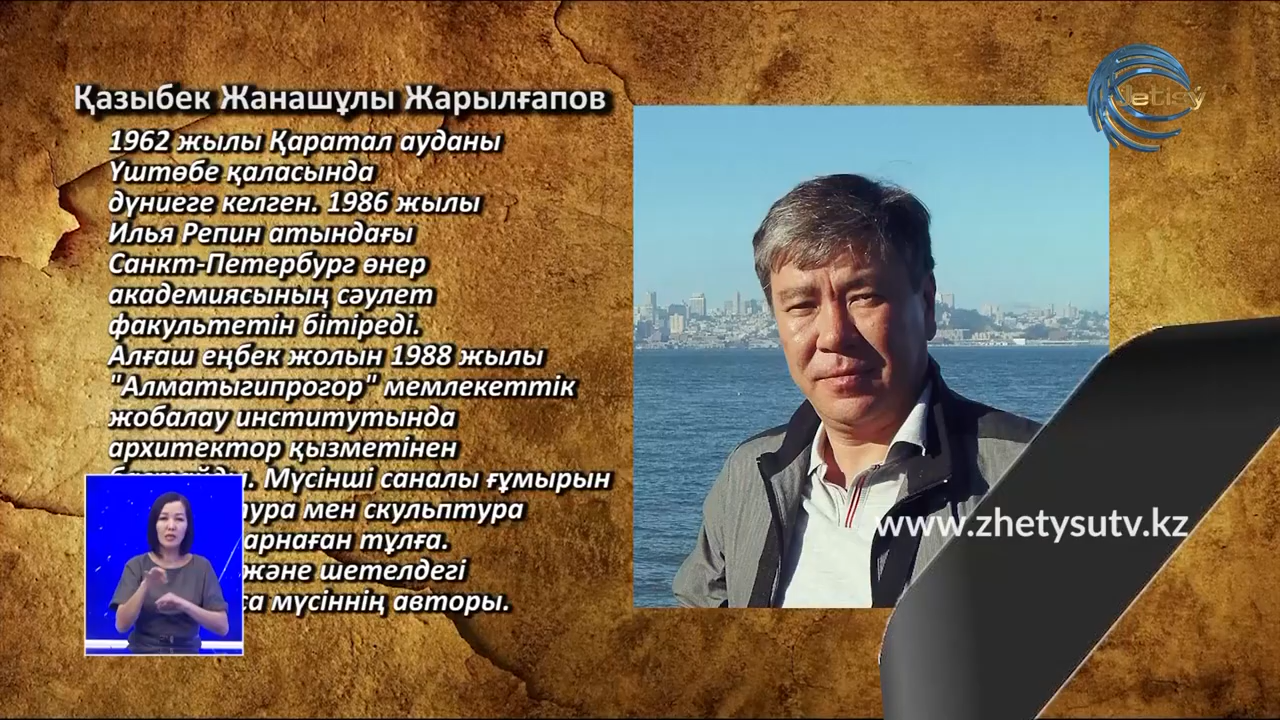 Қазыбек Жанашұлы Жарылғапов
1962 жылы Қаратал ауданы
Үштөбе қаласында
дүниеге келген. 1986 жылы
Илья Репин атындағы
Санкт-Петербург өнер
академиясының сәулет
факультетін бітіреді.
Алғаш еңбек жолын 1988 жылы
"Алматыгипрогор" мемлекеттік
жобалау институтында
архитектор қызметінен
Мүсінші саналы ғұмырын
мен скульптура
тұлға.
және шетелдегі
мүсіннің авторы.
Jetisý
www.zhetysutv.kz